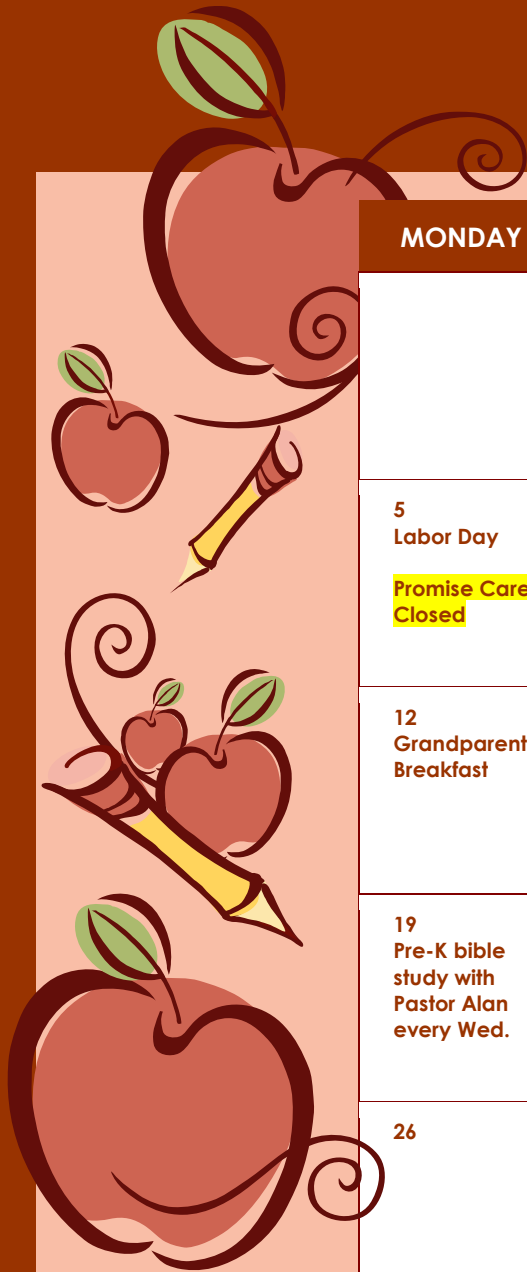 MONDAY
5
Labor Day
Promise Care
Closed
12
Grandparent
Breakfast
19
Pre-K bible
study with
Pastor Alan
every Wed.
26